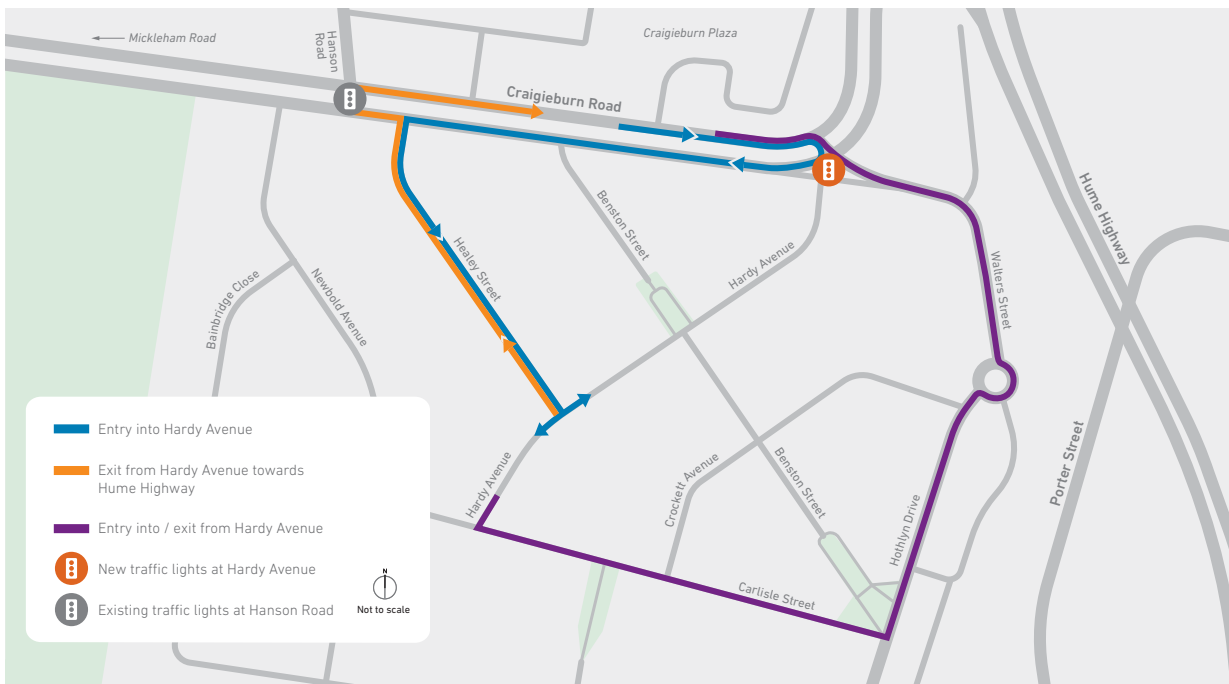 Mickleham Road
Hanson
Road
Craigieburn Plaza
Craigieburn Road
Hume Highway
Benston Street
Healey Street
Hardy Avenue
Walters Street
Bainbridge Close
Newbold Avenue
Hardy Avenue
Crockett Avenue
Benston Street
Hothlyn Drive
Porter Street
Carlisle Street
Entry into Hardy Avenue
Exit from Hardy Avenue towards
Hume Highway
Entry into / exit from Hardy Avenue
New traffic lights at Hardy Avenue
Existing traffic lights at Hanson Road
N
Not to scale